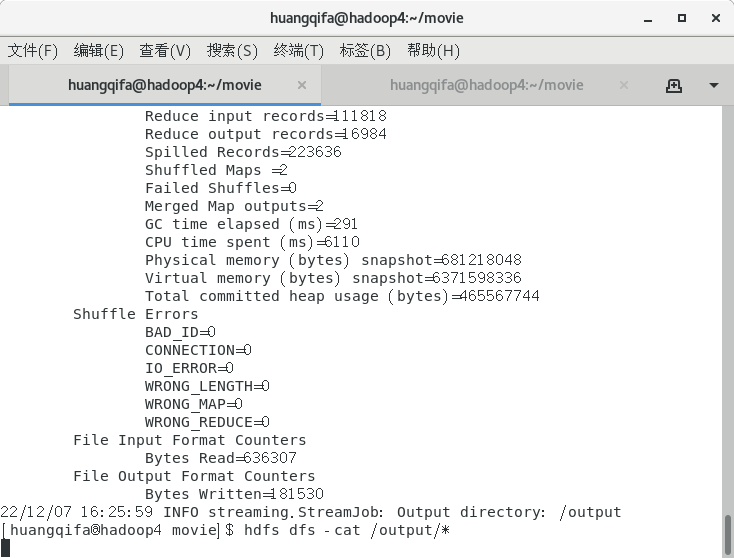 huangqifa@hadoop4:~/movie
文件(F) 编辑(E) 查看(V) 搜索(S) 终端(T) 标签(B) 帮助(H)
huangqifa@hadoop4:~/movie × huangqifa@hadoop4:~/movie ×
Reduce input records=111818
Reduce output records=16984
Spilled Records=223636
Shuffled Maps =2
Failed Shuffles=0
Merged Map outputs=2
GC time elapsed (ms)=291
CPU time spent (ms)=6110
Physical memory (bytes) snapshot=681218048
Virtual memory (bytes) snapshot=6371598336
Total committed heap usage (bytes)=465567744
Shuffle Errors
BAD_ID=0
CONNECTION=0
IO_ERROR=0
WRONG_LENGTH=0
WRONG_MAP=0
WRONG_REDUCE=0
File Input Format Counters
Bytes Read=636307
File Output Format Counters
Bytes Written=181530
22/12/07 16:25:59 INFO streaming.StreamJob: Output directory: /output
[huangqifa@hadoop4 movie]$ hdfs dfs -cat /output/*